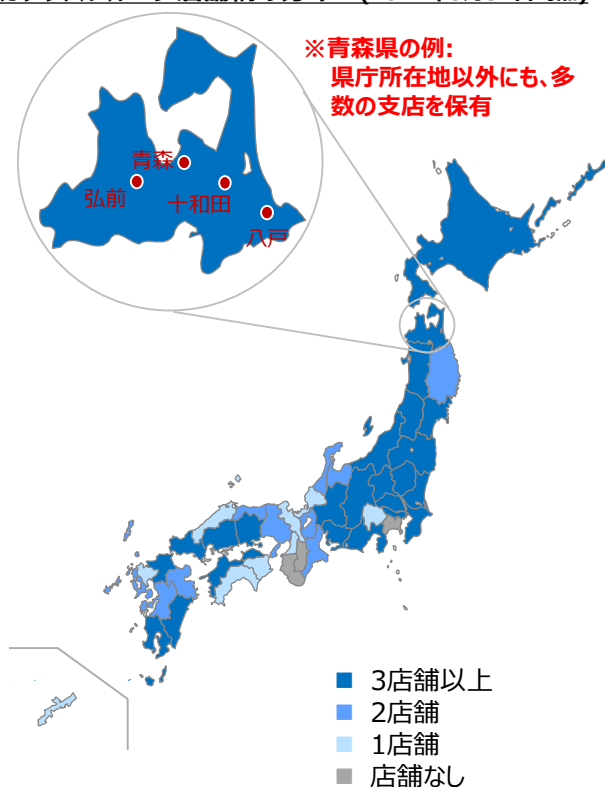 ※青森県の例:
県庁所在地以外にも、多
数の支店を保有
青森
弘前
十和田
八戸
3店舗以上
2店舗
1店舗
店舗なし